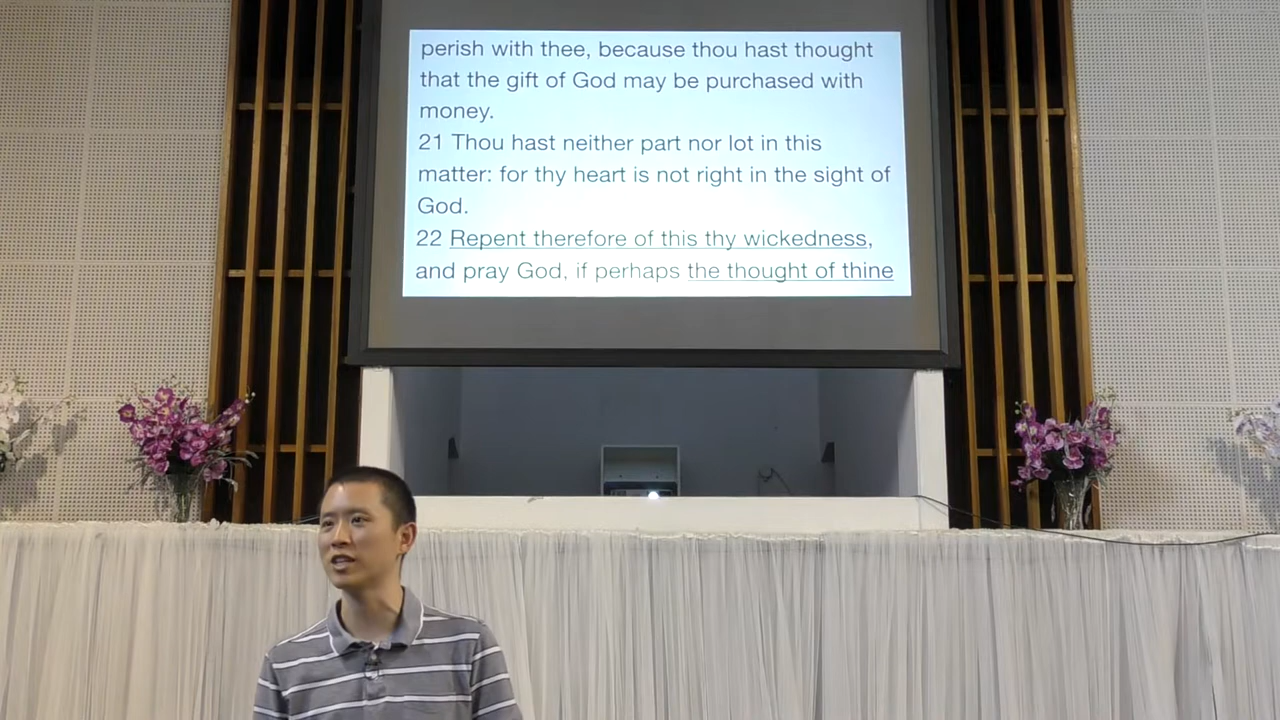 perish with thee, because thou hast thought
that the gift of God may be purchased with
money.
21 Thou hast neither part nor lot in this
matter: for thy heart is not right in the sight of
God.
22 Repent therefore of this thy wickedness,
and pray God, if perhaps the thought of thine